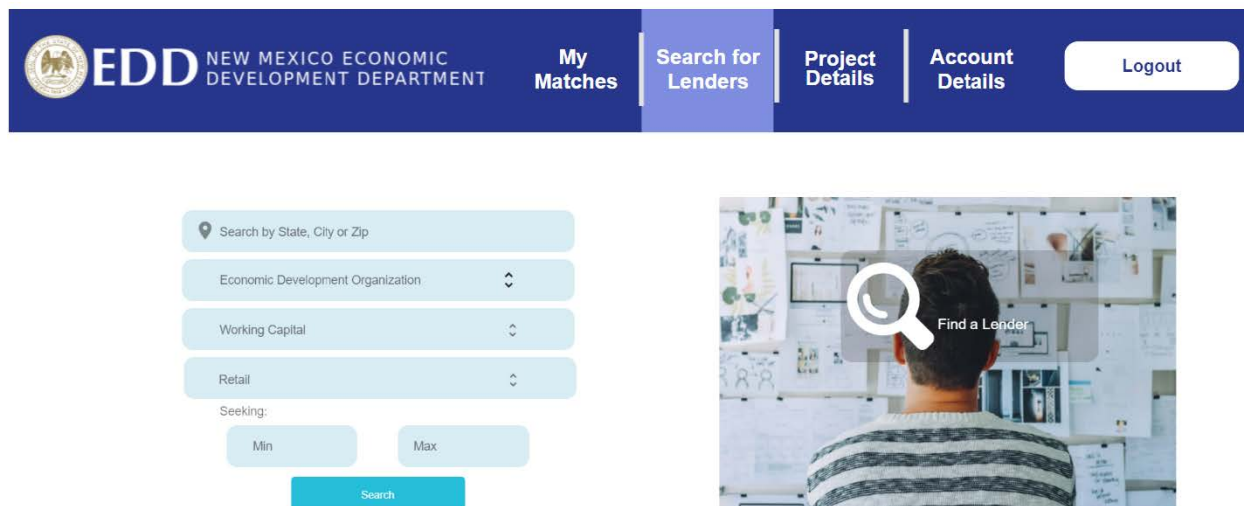 EDD
NEW MEXICO ECONOMIC
DEVELOPMENT DEPARTMENT
My
Matches
Search for
Lenders
Project
Details
Account
Details
Logout
Search by State, City or Zip
Economic Development Organization
Working Capital
Retail
Seeking:
Min
Max
Search
Find a Lender